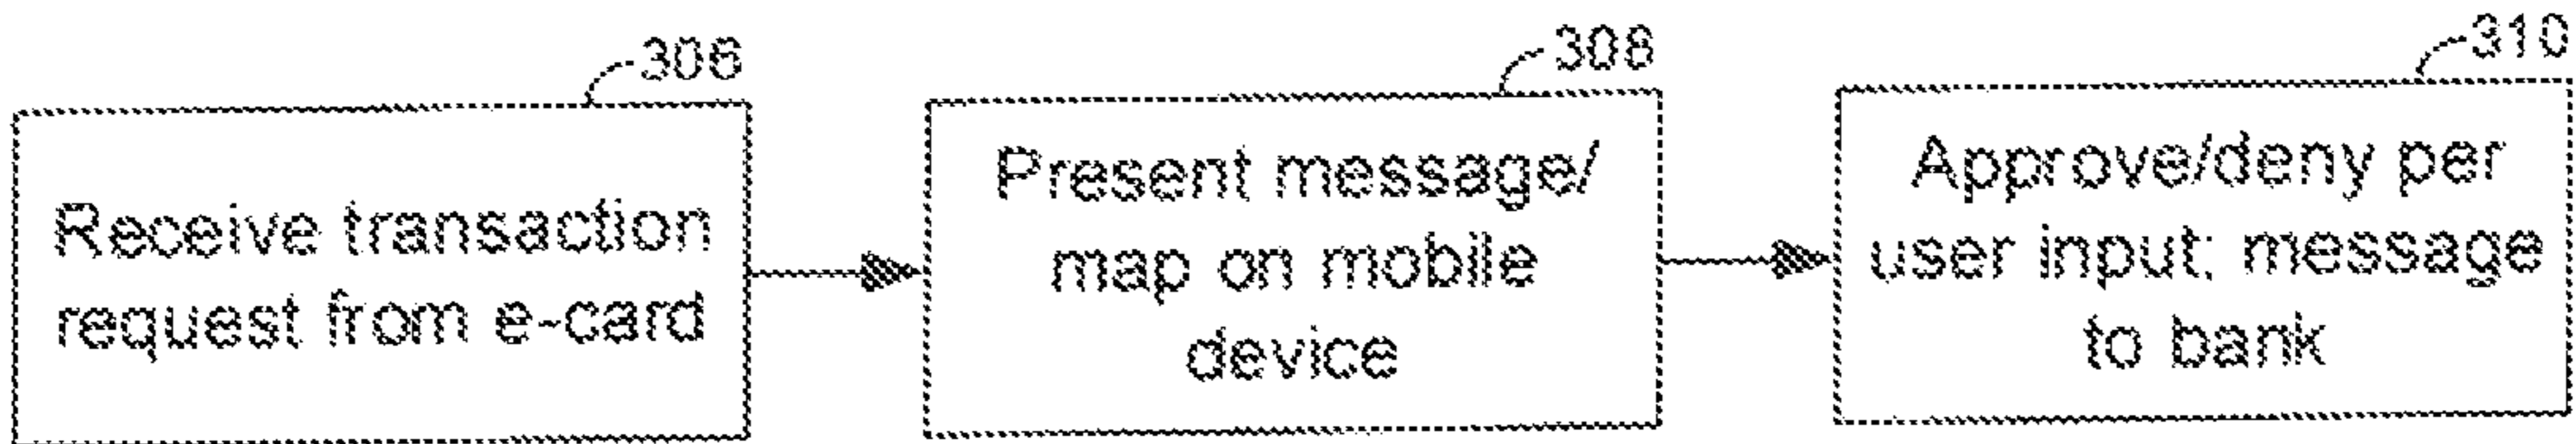 306
Receive transaction
request from e-card
308
Present message/
map on mobile
device
310
Approve/deny per
user input; message
to bank